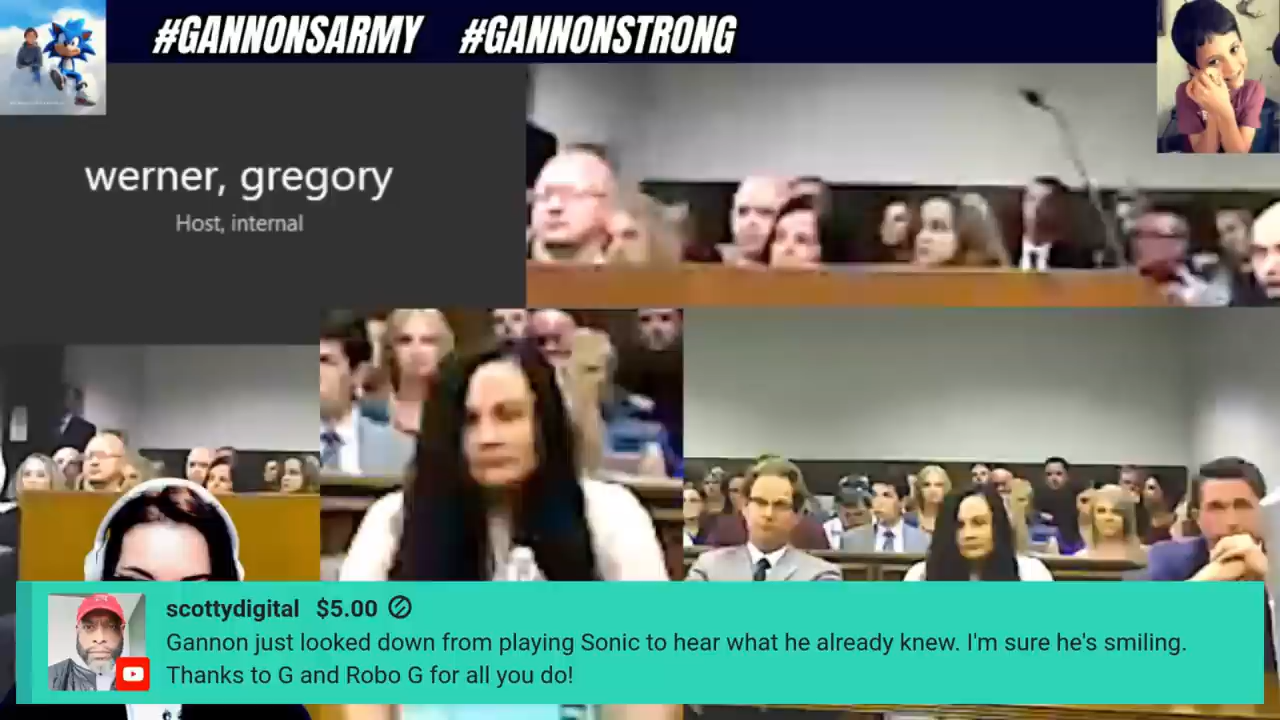 #GANNONSARMY #GANNONSTRONG
werner, gregory
Host, internal
scottydigital $5.00
Gannon just looked down from playing Sonic to hear what he already knew. I'm sure he's smiling.
Thanks to G and Robo G for all you do!